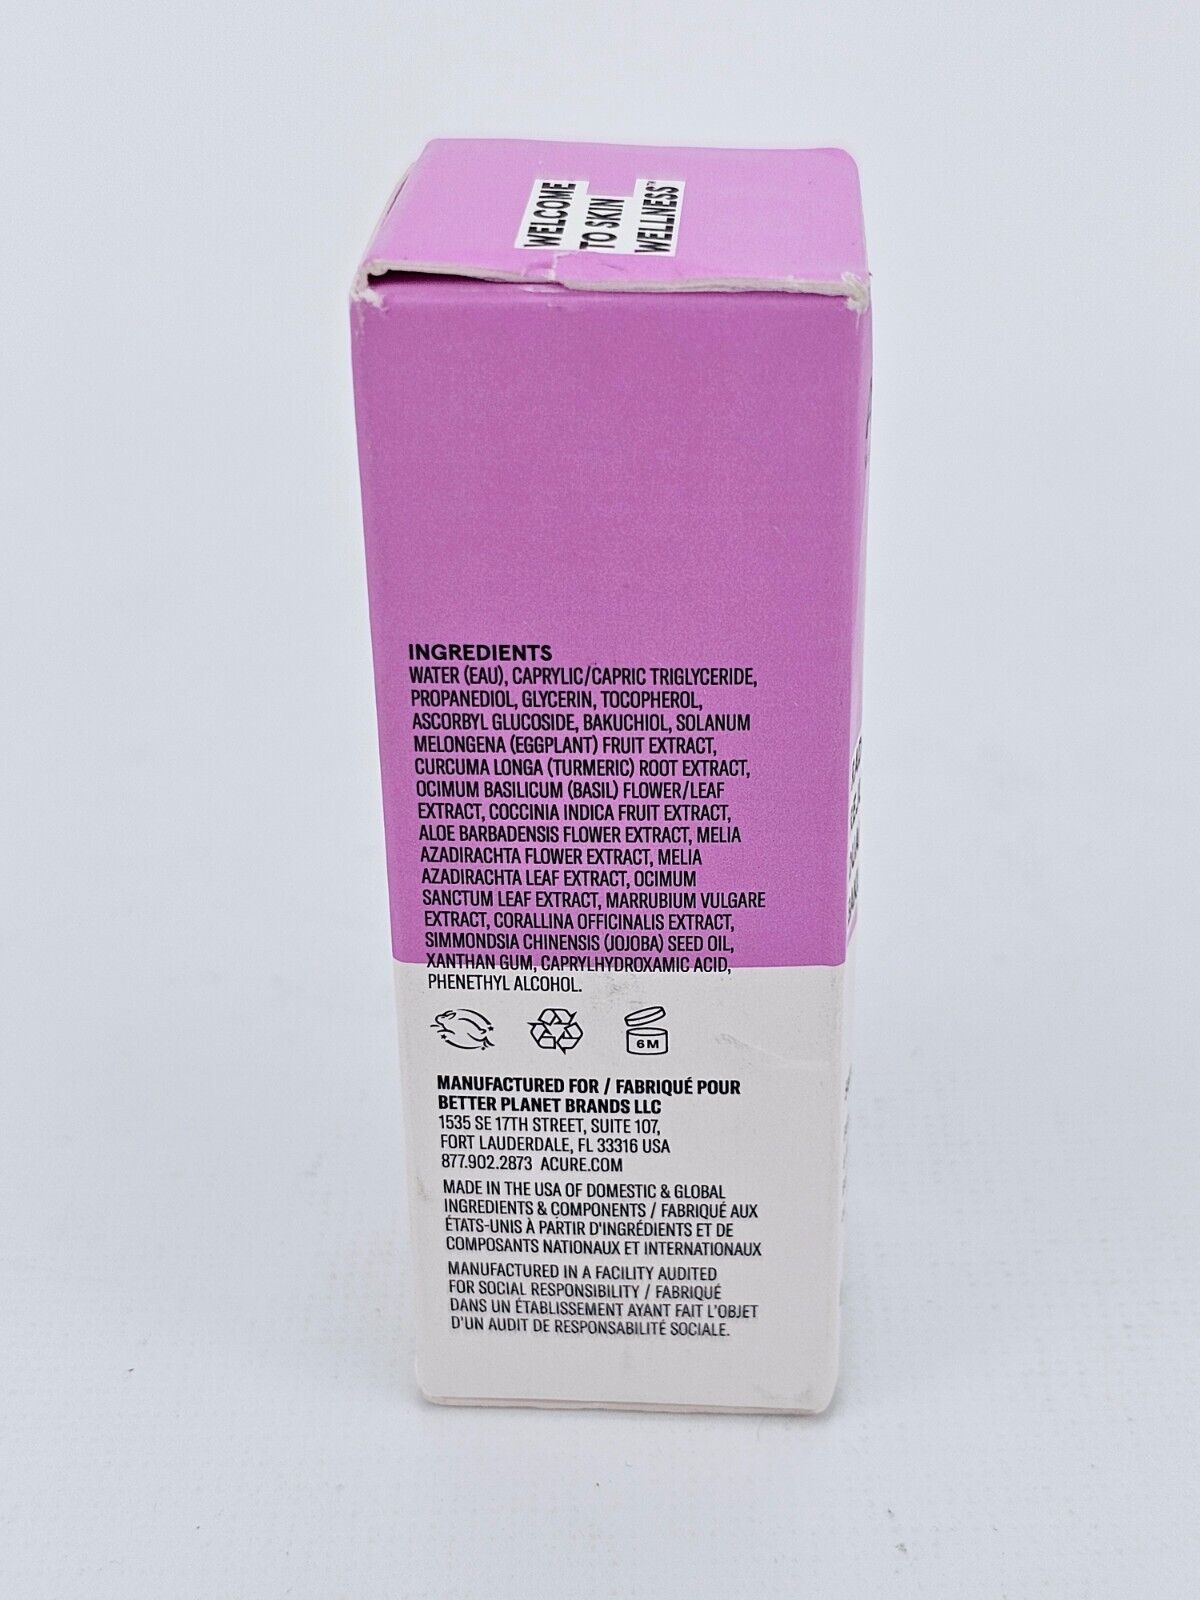 WELCOME
TO SKIN
WELLNESS™
INGREDIENTS
WATER (EAU), CAPRYLIC/CAPRIC TRIGLYCERIDE,
PROPANEDIOL, GLYCERIN, TOCOPHEROL,
ASCORBYL GLUCOSIDE, BAKUCHIOL, SOLANUM
MELONGENA (EGGPLANT) FRUIT EXTRACT,
CURCUMA LONGA (TURMERIC) ROOT EXTRACT,
OCIMUM BASILICUM (BASIL) FLOWER/LEAF
EXTRACT, COCCINIA INDICA FRUIT EXTRACT,
ALOE BARBADENSIS FLOWER EXTRACT, MELIA
AZADIRACHTA FLOWER EXTRACT, MELIA
AZADIRACHTA LEAF EXTRACT, OCIMUM
SANCTUM LEAF EXTRACT, MARRUBIUM VULGARE
EXTRACT, CORALLINA OFFICINALIS EXTRACT,
SIMMONDSIA CHINENSIS (JOJOBA) SEED OIL,
XANTHAN GUM, CAPRYLHYDROXAMIC ACID,
PHENETHYL ALCOHOL.
6M
MANUFACTURED FOR / FABRIQUÉ POUR
BETTER PLANET BRANDS LLC
1535 SE 17TH STREET, SUITE 107,
FORT LAUDERDALE, FL 33316 USA
877.902.2873 ACURE.COM
MADE IN THE USA OF DOMESTIC & GLOBAL
INGREDIENTS & COMPONENTS / FABRIQUÉ AUX
ÉTATS-UNIS À PARTIR D'INGRÉDIENTS ET DE
COMPOSANTS NATIONAUX ET INTERNATIONAUX
MANUFACTURED IN A FACILITY AUDITED
FOR SOCIAL RESPONSIBILITY / FABRIQUÉ
DANS UN ÉTABLISSEMENT AYANT FAIT L'OBJET
D'UN AUDIT DE RESPONSABILITÉ SOCIALE.